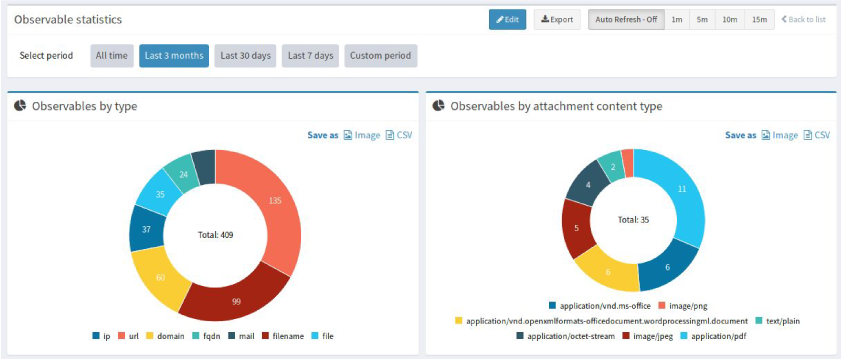 Observable statistics
Edit
Export
Auto Refresh - Off 1m 5m 10m 15m
Back to list
Select period
All time
Last 3 months
Last 30 days
Last 7 days
Custom period
Observables by type
Save as Image CSV
135
99
60
37
35
24
Total: 409
ip url domain fqdn mail filename file
Observables by attachment content type
Save as Image CSV
11
6
6
5
4
2
Total: 35
application/vnd.ms-office image/png
application/vnd.openxmlformats-officedocument.wordprocessingml.document text/plain
application/octet-stream image/jpeg application/pdf